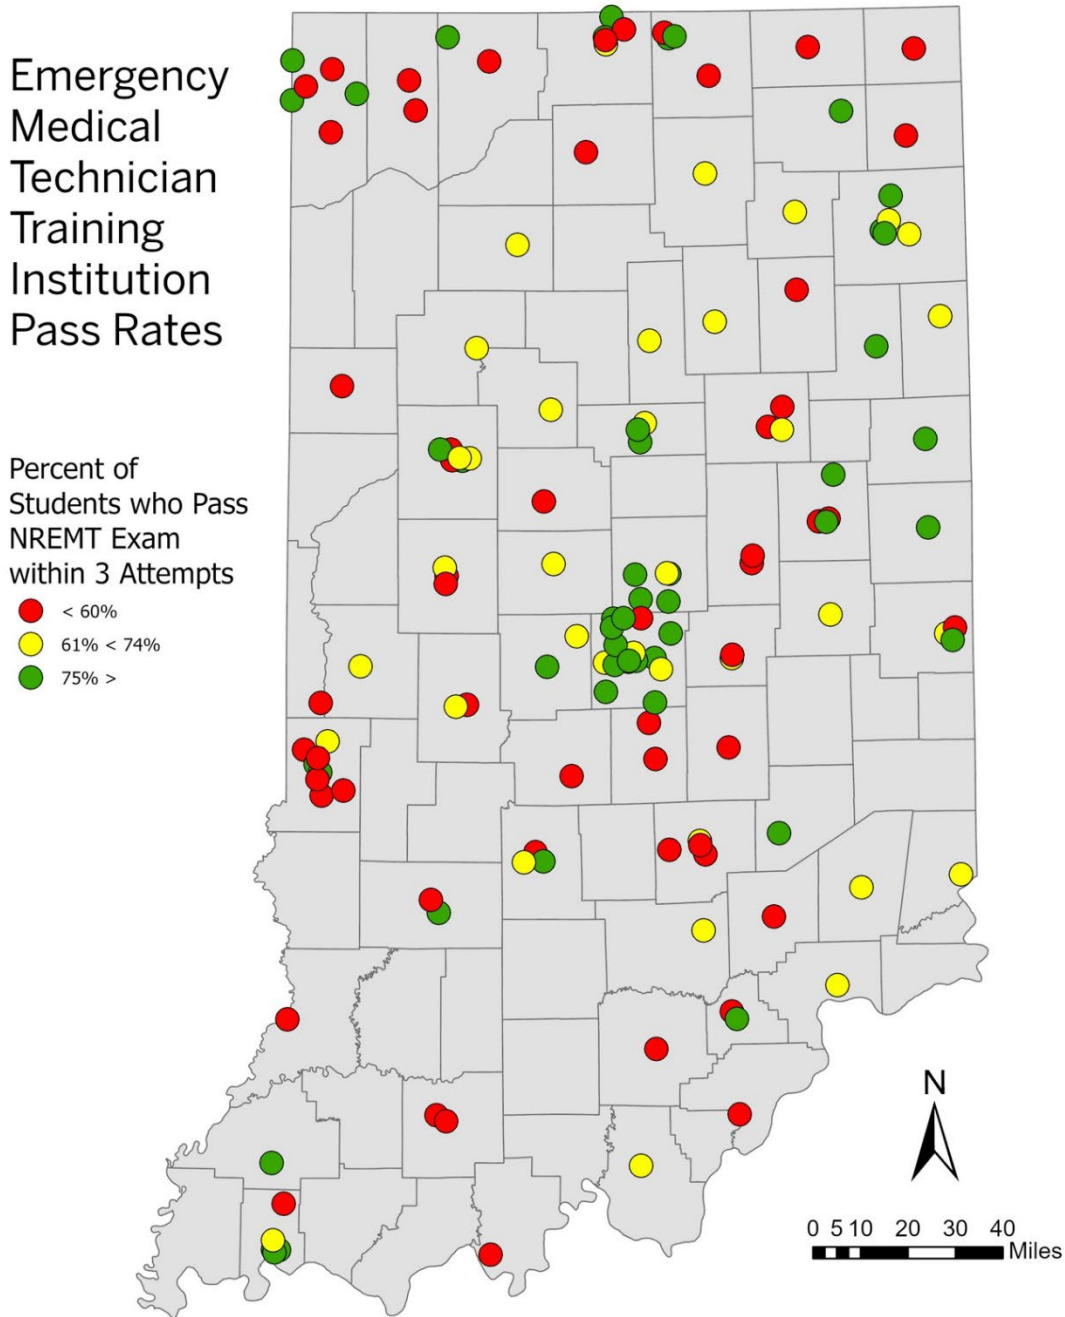 Emergency
Medical
Technician
Training
Institution
Pass Rates
Percent of
Students who Pass
NREMT Exam
within 3 Attempts
< 60%
61% < 74%
75% >
N
0 5 10 20 30 40
Miles